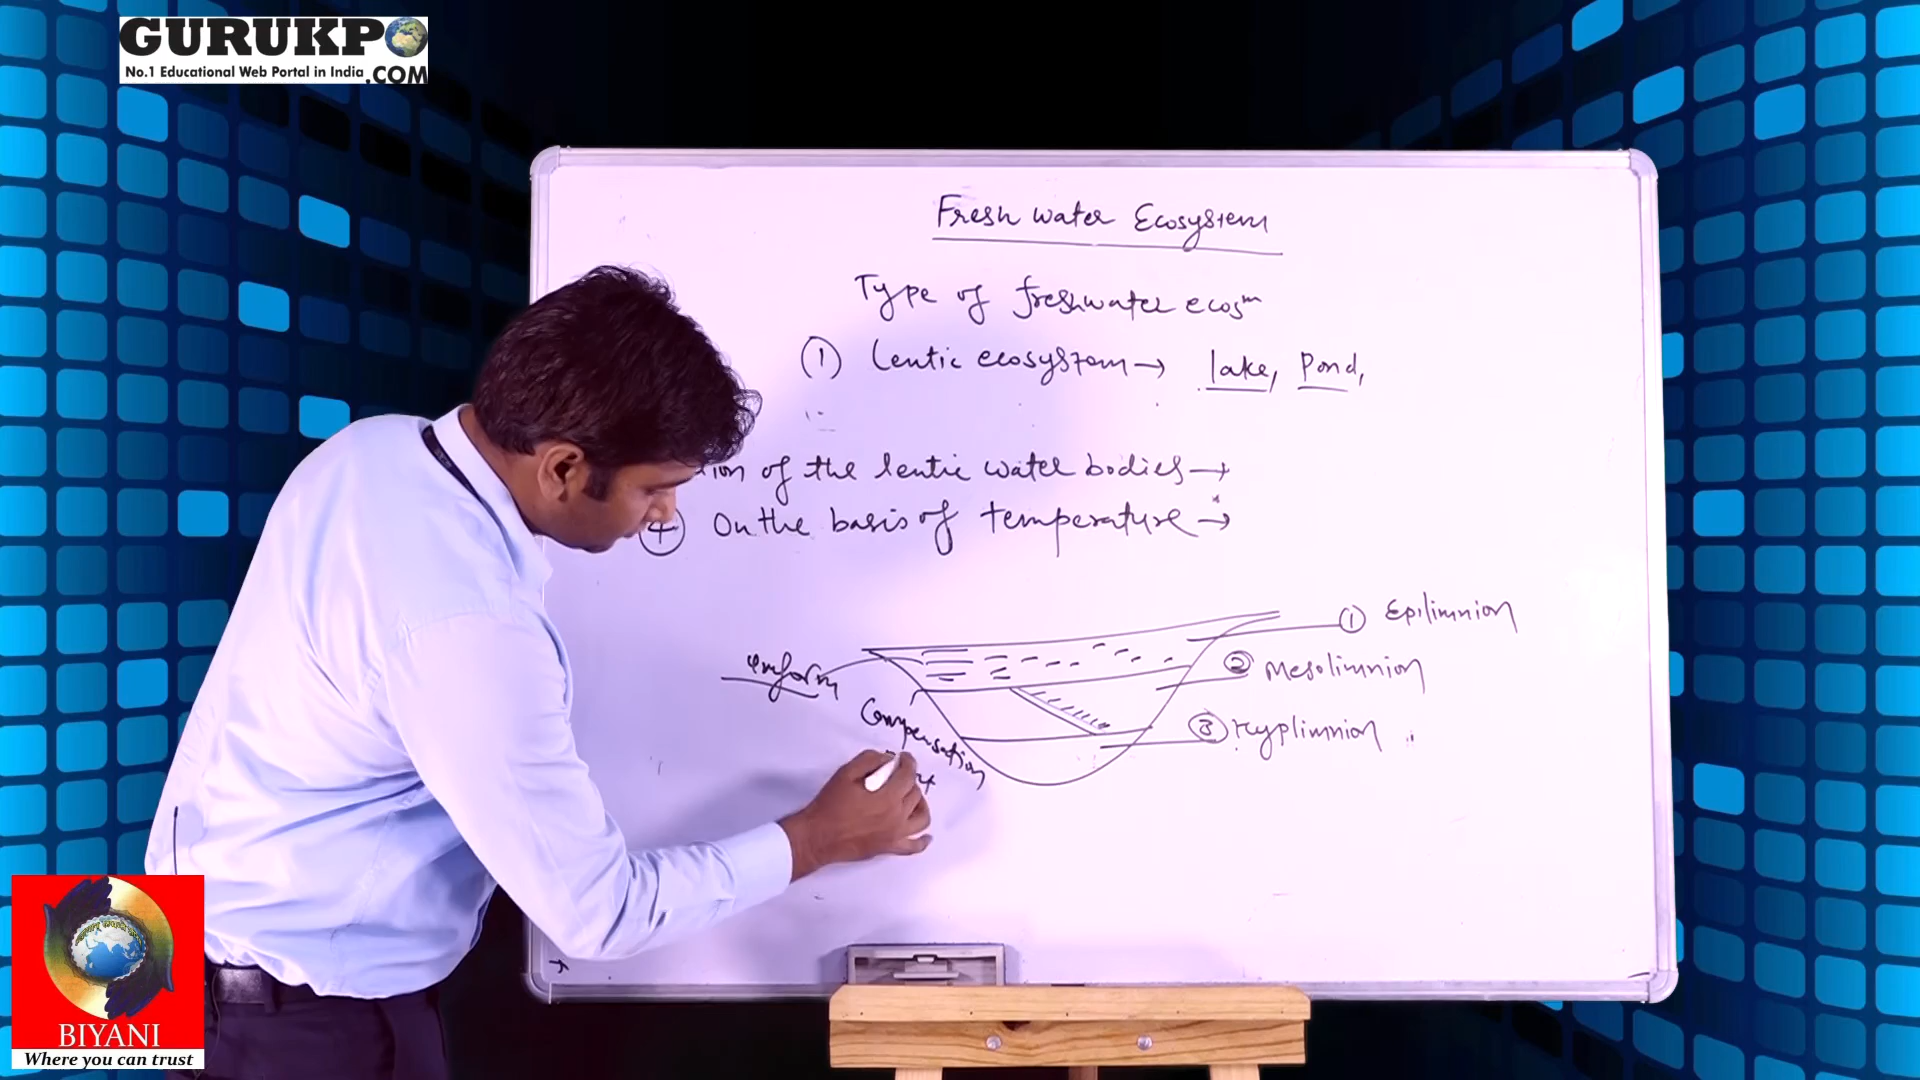 GURUKPO
No.1 Educational Web Portal in India .COM
Fresh water Ecosystem
Type of freshwater ecosm
① Lentic ecosystem → lake, Pond,
of the lentic water bodies →
④ On the basis of temperature →
① Epilimnion
② Mesolimnion
③ Hyplimnion
uniform
Compensation
BIYANI
Where you can trust